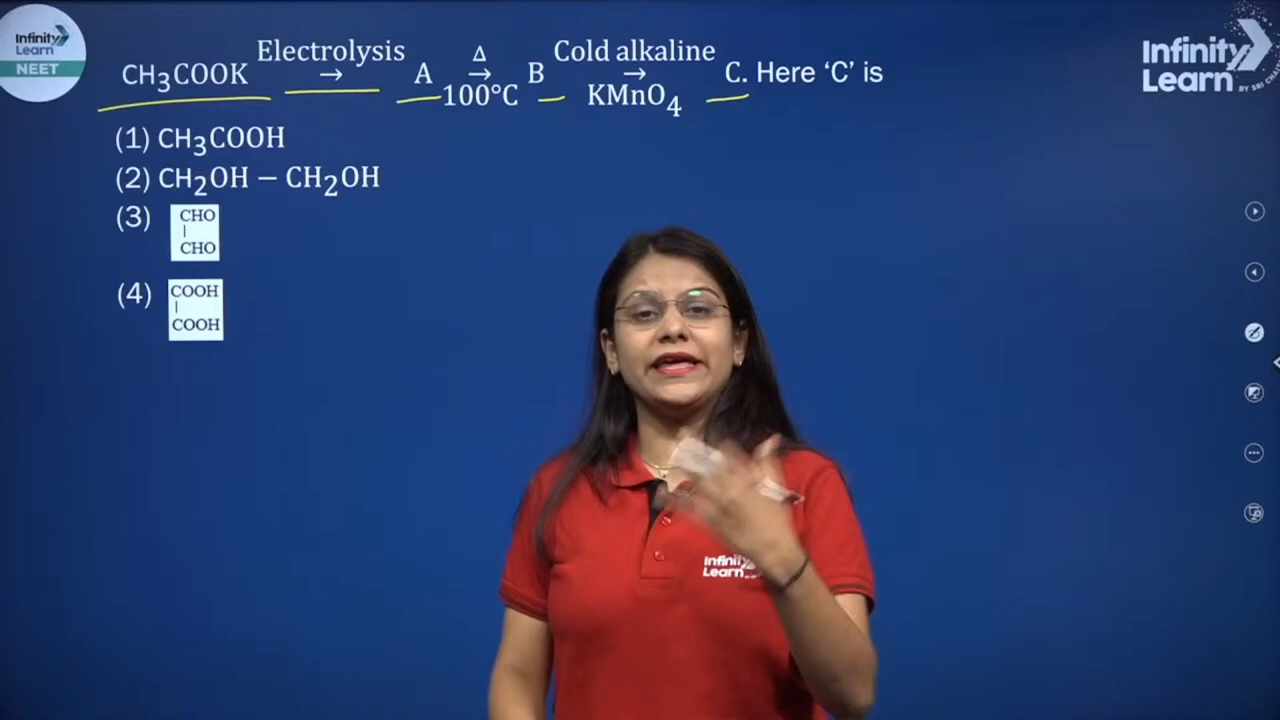 Infinity
Learn
NEET
CH₃COOK Electrolysis → A Δ → 100°C B Cold alkaline → KMnO₄ C. Here ‘C’ is
(1) CH₃COOH
(2) CH₂OH – CH₂OH
(3) CHO
|
CHO
(4) COOH
|
COOH
Infinity
Learn
Infinity
Learn